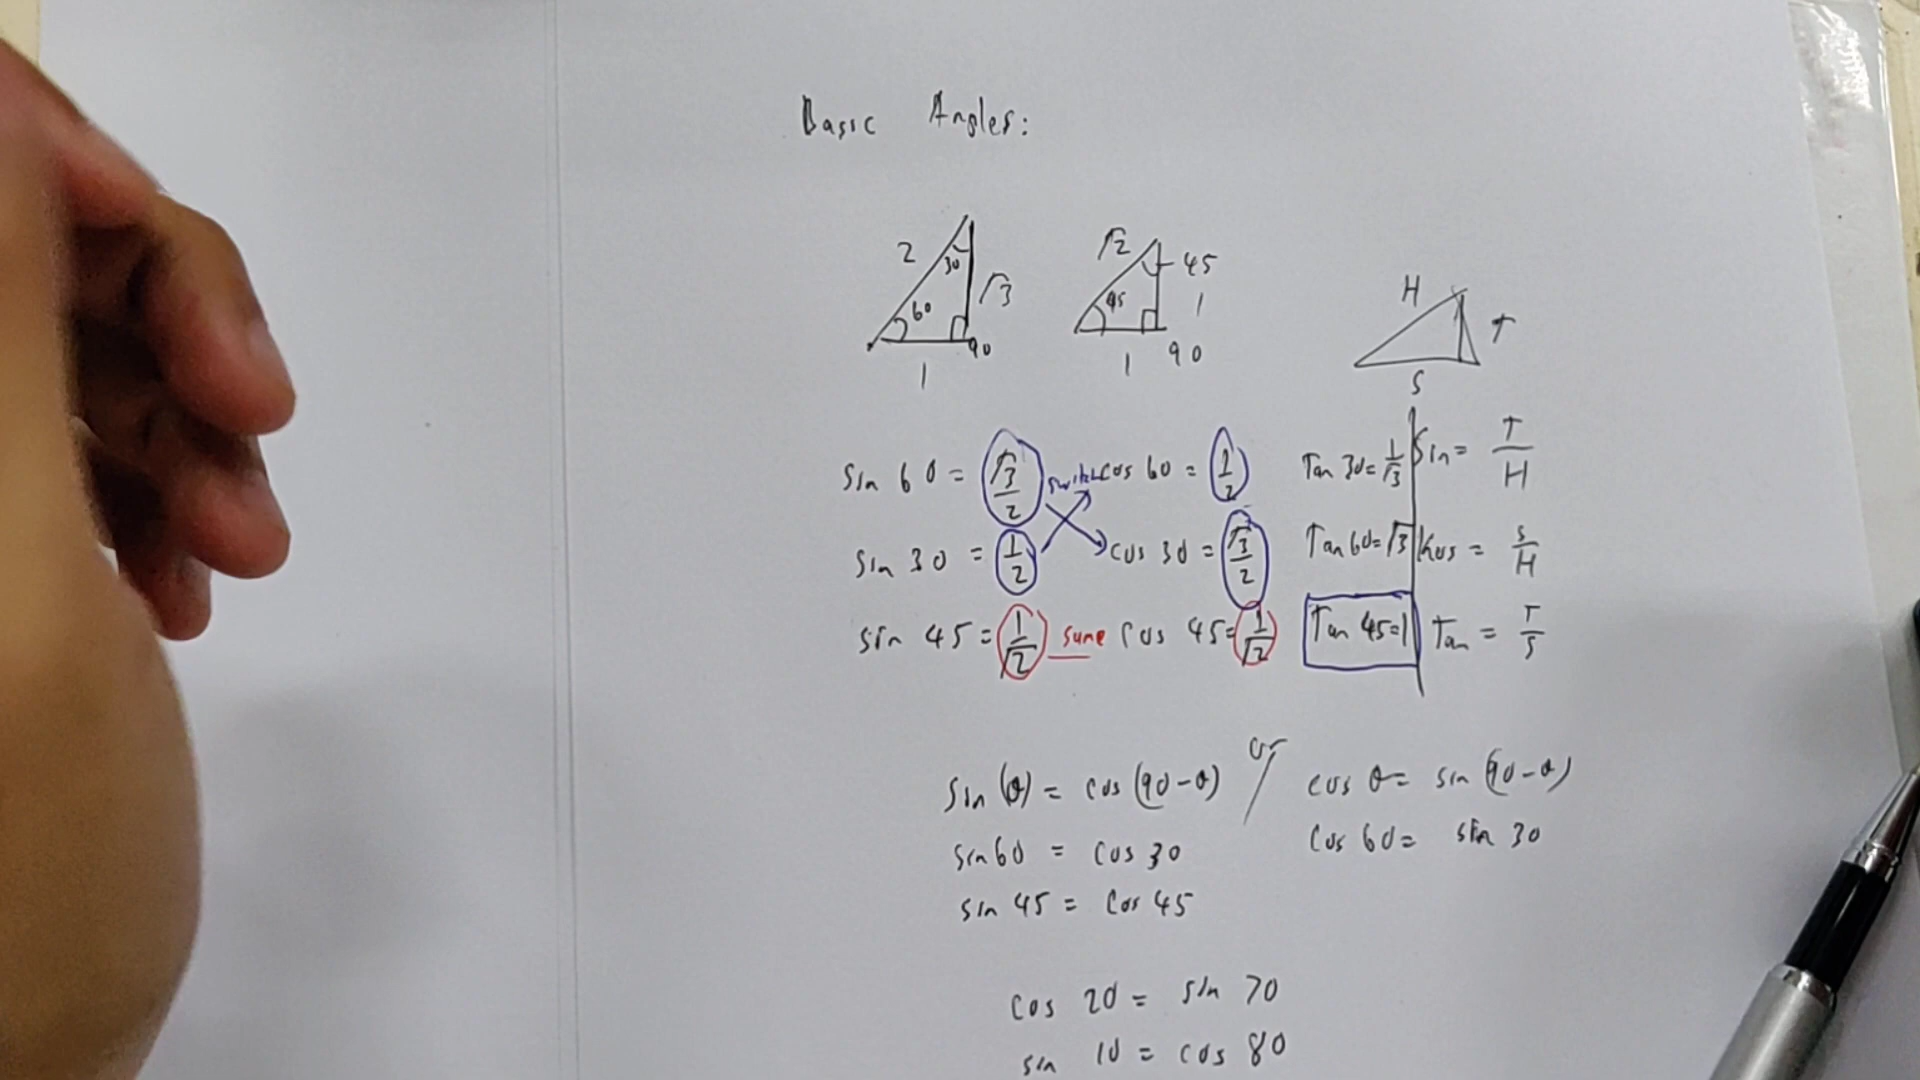 Basic Angles:
2 30 √3 60 90 1
√2 45 45 1 1 90
H T S
sin 60 = √3/2 switch cos 60 = 1/2 Tan 30 = 1/√3 Sin = T/H
sin 30 = 1/2 cos 30 = √3/2 Tan 60 = √3 Kos = S/H
sin 45 = 1/√2 same cos 45 = 1/√2 Tan 45 = 1 Tan = T/S
sin (θ) = cos (90-θ) or cos θ = sin (90-θ)
sin 60 = cos 30 cos 60 = sin 30
sin 45 = cos 45
cos 20 = sin 70
sin 10 = cos 80